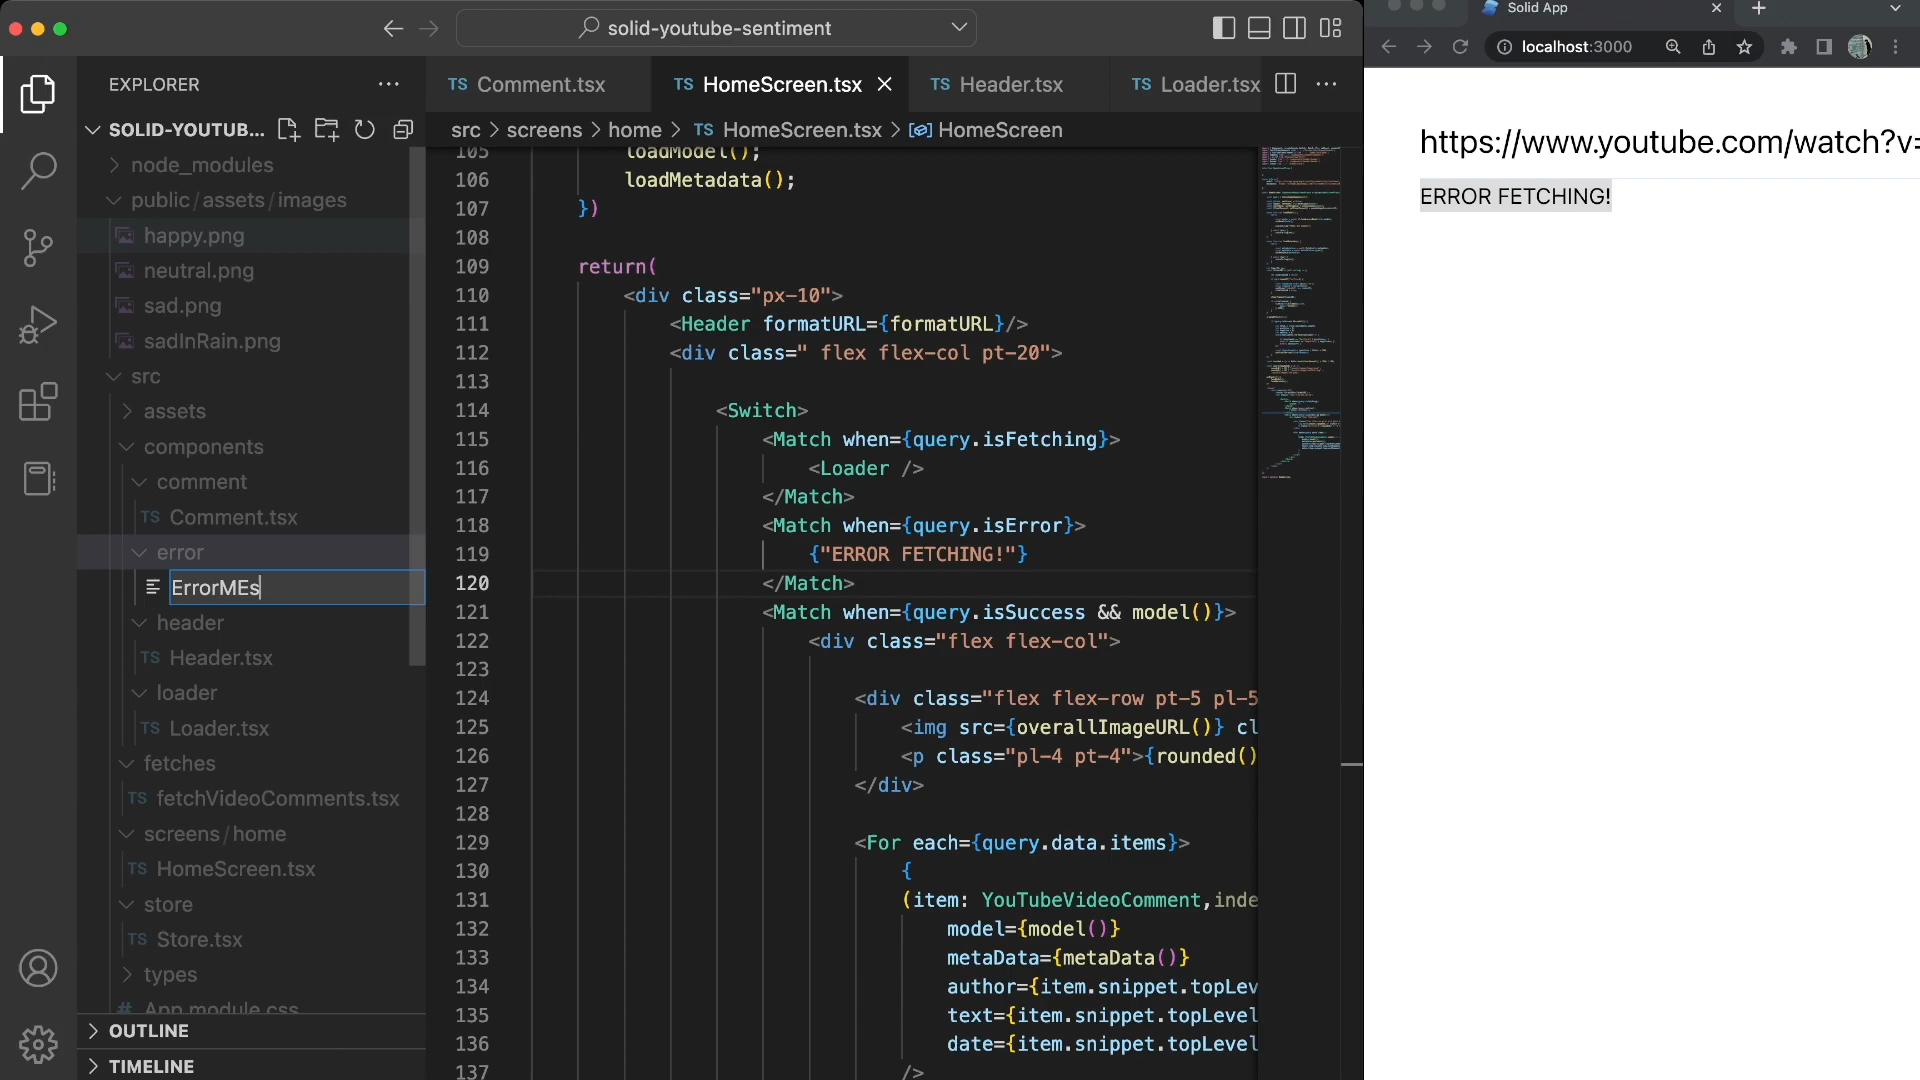 solid-youtube-sentiment
EXPLORER
SOLID-YOUTUB...
node_modules
public/assets/images
happy.png
neutral.png
sad.png
sadInRain.png
src
assets
components
comment
TS Comment.tsx
error
ErrorMEs
header
TS Header.tsx
loader
TS Loader.tsx
fetches
TS fetchVideoComments.tsx
screens/home
TS HomeScreen.tsx
store
TS Store.tsx
types
# App.module.css
OUTLINE
TIMELINE
TS Comment.tsx
TS HomeScreen.tsx
TS Header.tsx
TS Loader.tsx
src > screens > home > TS HomeScreen.tsx > HomeScreen
105 loadModel();
106 loadMetadata();
107 })
108
109 return(
110 <div class="px-10">
111 <Header formatURL={formatURL}/>
112 <div class=" flex flex-col pt-20">
113
114 <Switch>
115 <Match when={query.isFetching}>
116 <Loader />
117 </Match>
118 <Match when={query.isError}>
119 {"ERROR FETCHING!"}
120 </Match>
121 <Match when={query.isSuccess && model()}>
122 <div class="flex flex-col">
123
124 <div class="flex flex-row pt-5 pl-5
125 <img src={overallImageURL()} cl
126 <p class="pl-4 pt-4">{rounded()
127 </div>
128
129 <For each={query.data.items}>
130 {
131 (item: YouTubeVideoComment,inde
132 model={model()}
133 metaData={metaData()}
134 author={item.snippet.topLev
135 text={item.snippet.topLevel
136 date={item.snippet.topLevel
137 />
Solid App
localhost:3000
https://www.youtube.com/watch?v=
ERROR FETCHING!